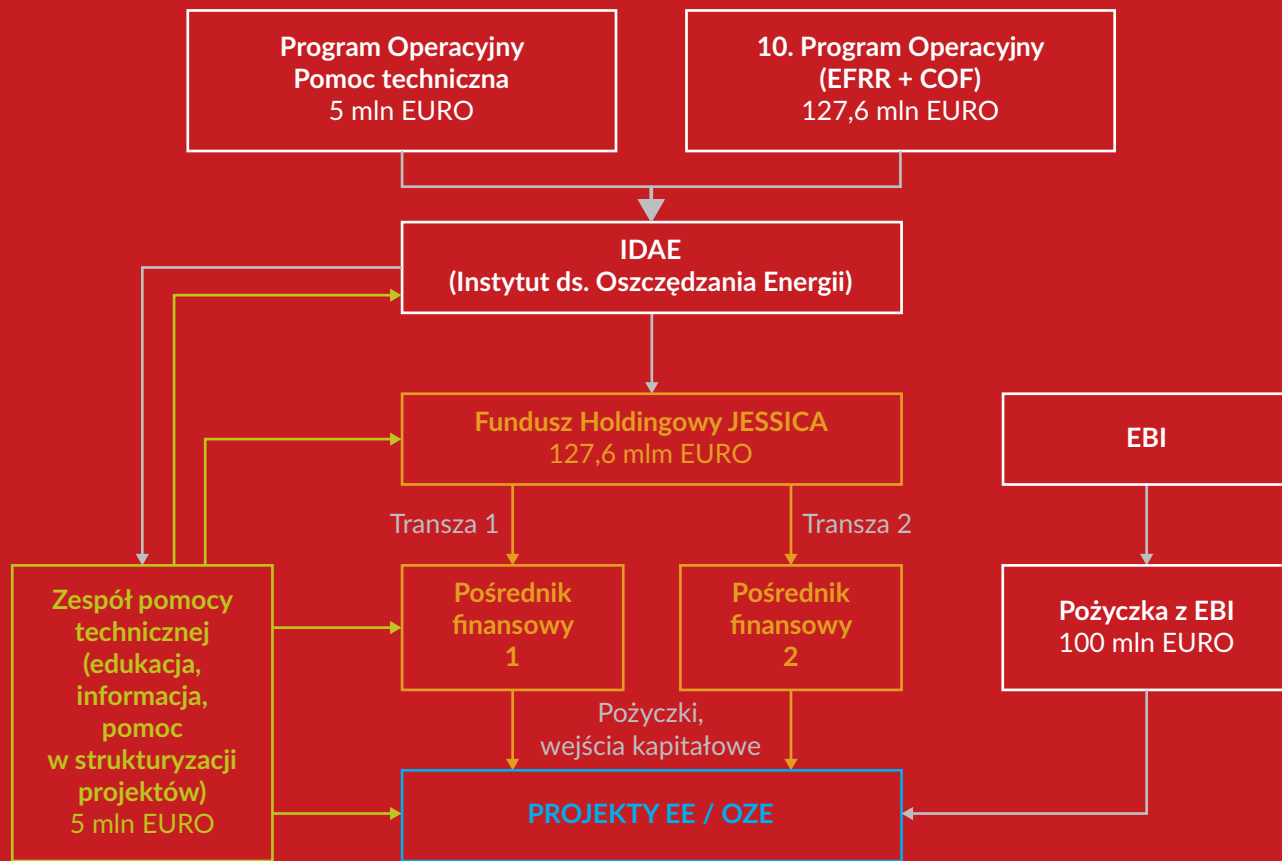 Program Operacyjny
Pomoc techniczna
5 mln EURO
10. Program Operacyjny
(EFRR + COF)
127,6 mln EURO
IDAE
(Instytut ds. Oszczędzania Energii)
Fundusz Holdingowy JESSICA
127,6 mlm EURO
EBI
Transza 1
Transza 2
Zespół pomocy
technicznej
(edukacja,
informacja,
pomoc
w strukturyzacji
projektów)
5 mln EURO
Pośrednik
finansowy
1
Pośrednik
finansowy
2
Pożyczka z EBI
100 mln EURO
Pożyczki,
wejścia kapitałowe
PROJEKTY EE / OZE